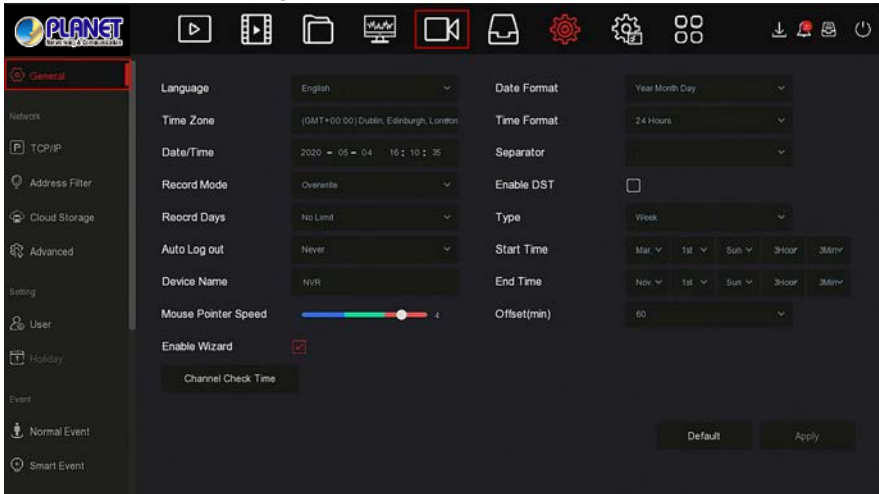 PLANET
Networking & Communication
General
Network
TCP/IP
Address Filter
Cloud Storage
Advanced
Setting
User
Holiday
Event
Normal Event
Smart Event
Language English
Time Zone (GMT+00:00) Dublin, Edinburgh, London
Date/Time 2020 - 05 - 04 16 : 10 : 35
Record Mode Overwrite
Reocrd Days No Limit
Auto Log out Never
Device Name NVR
Mouse Pointer Speed 4
Enable Wizard
Channel Check Time
Date Format Year Month Day
Time Format 24 Hours
Separator
Enable DST
Type Week
Start Time Mar. 1st Sun 3Hoor 3Min
End Time Nov. 1st Sun 3Hoor 3Min
Offset(min) 60
Default Apply